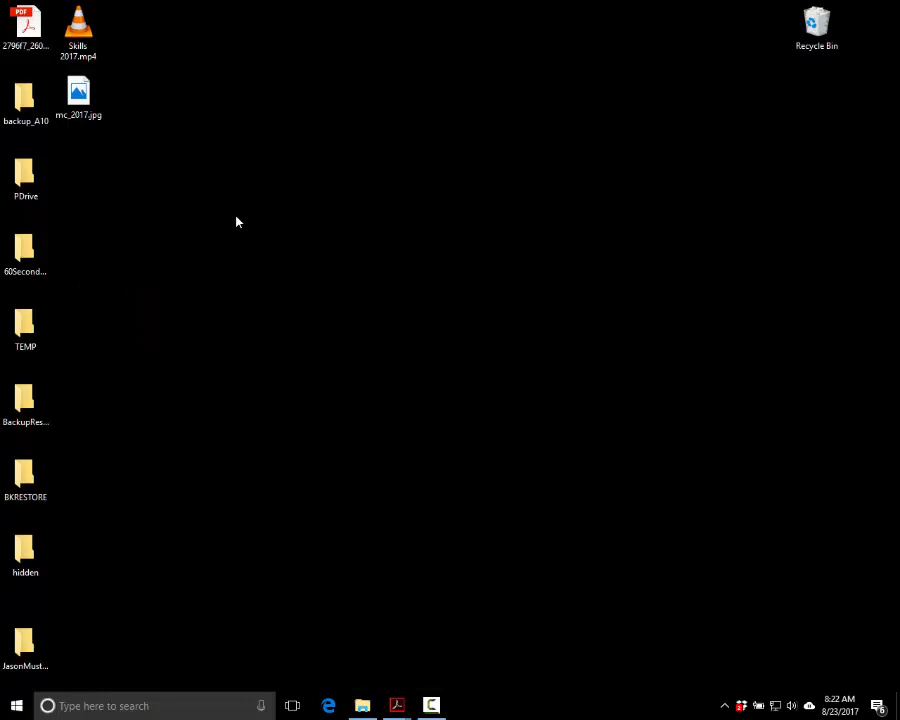 PDF
2796f7_260...
Skills
2017.mp4
Recycle Bin
backup_A10
mc_2017.jpg
PDrive
60Second...
TEMP
BackupRes...
BKRESTORE
hidden
JasonMust...
Type here to search
8:22 AM
8/23/2017